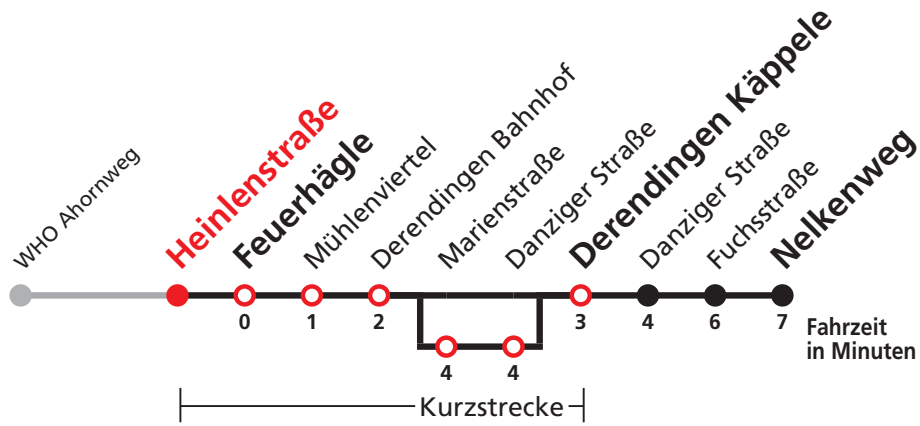 WHO Ahornweg
Heinlenstraße
Feuerhägle
Mühlenviertel
Derendingen Bahnhof
Marienstraße
Danziger Straße
Derendingen Käppele
Danziger Straße
Fuchsstraße
Nelkenweg
0 1 2 3 4 6 7
4 4
Fahrzeit
in Minuten
Kurzstrecke